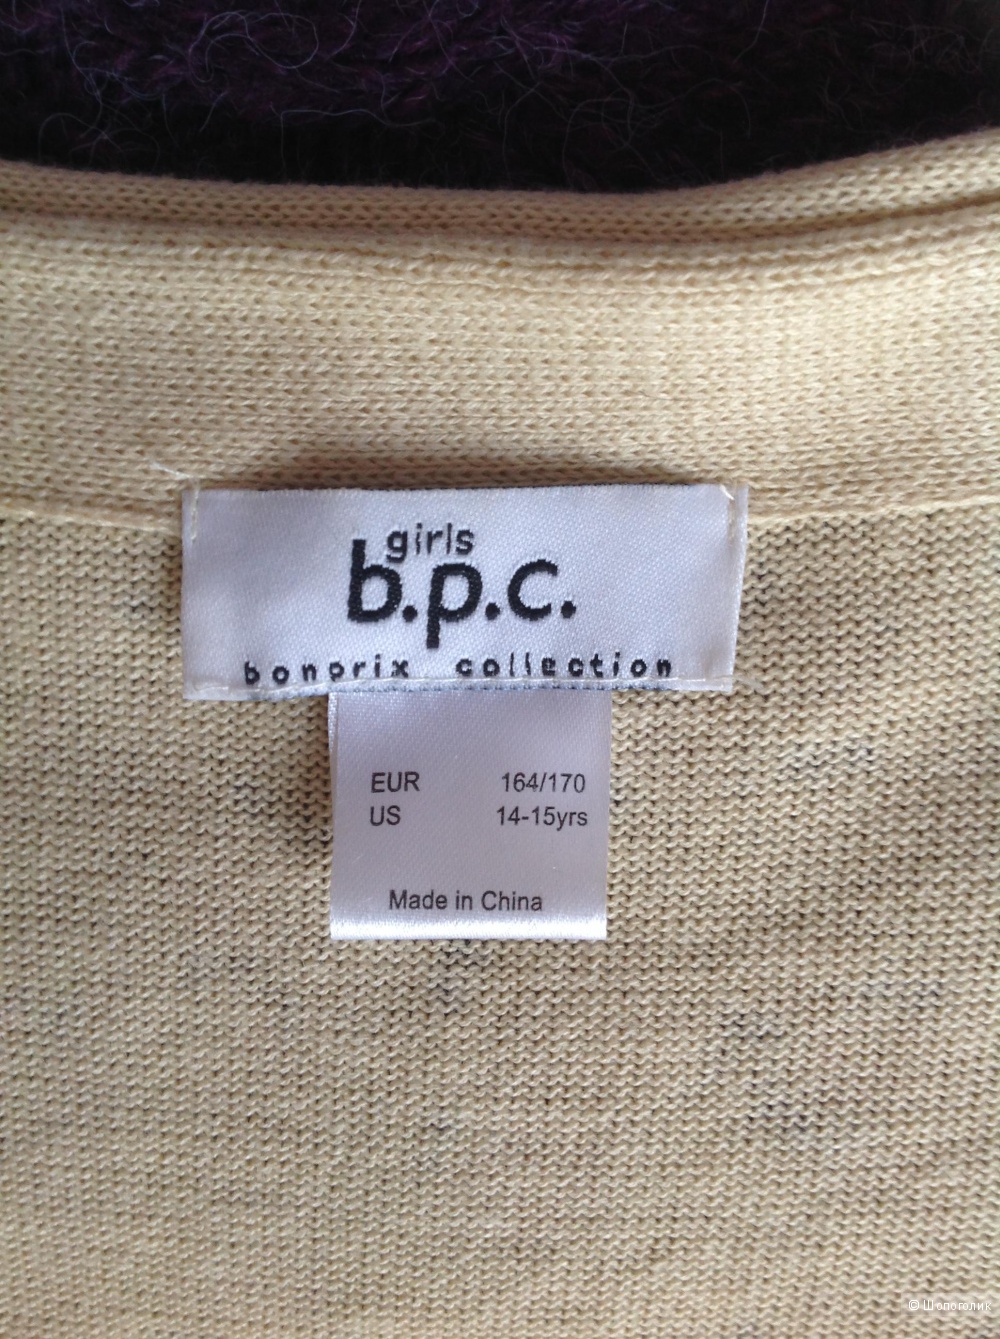 girls
b.p.c.
bonprix collection
EUR 164/170
US 14-15yrs
Made in China
© Шопоголик